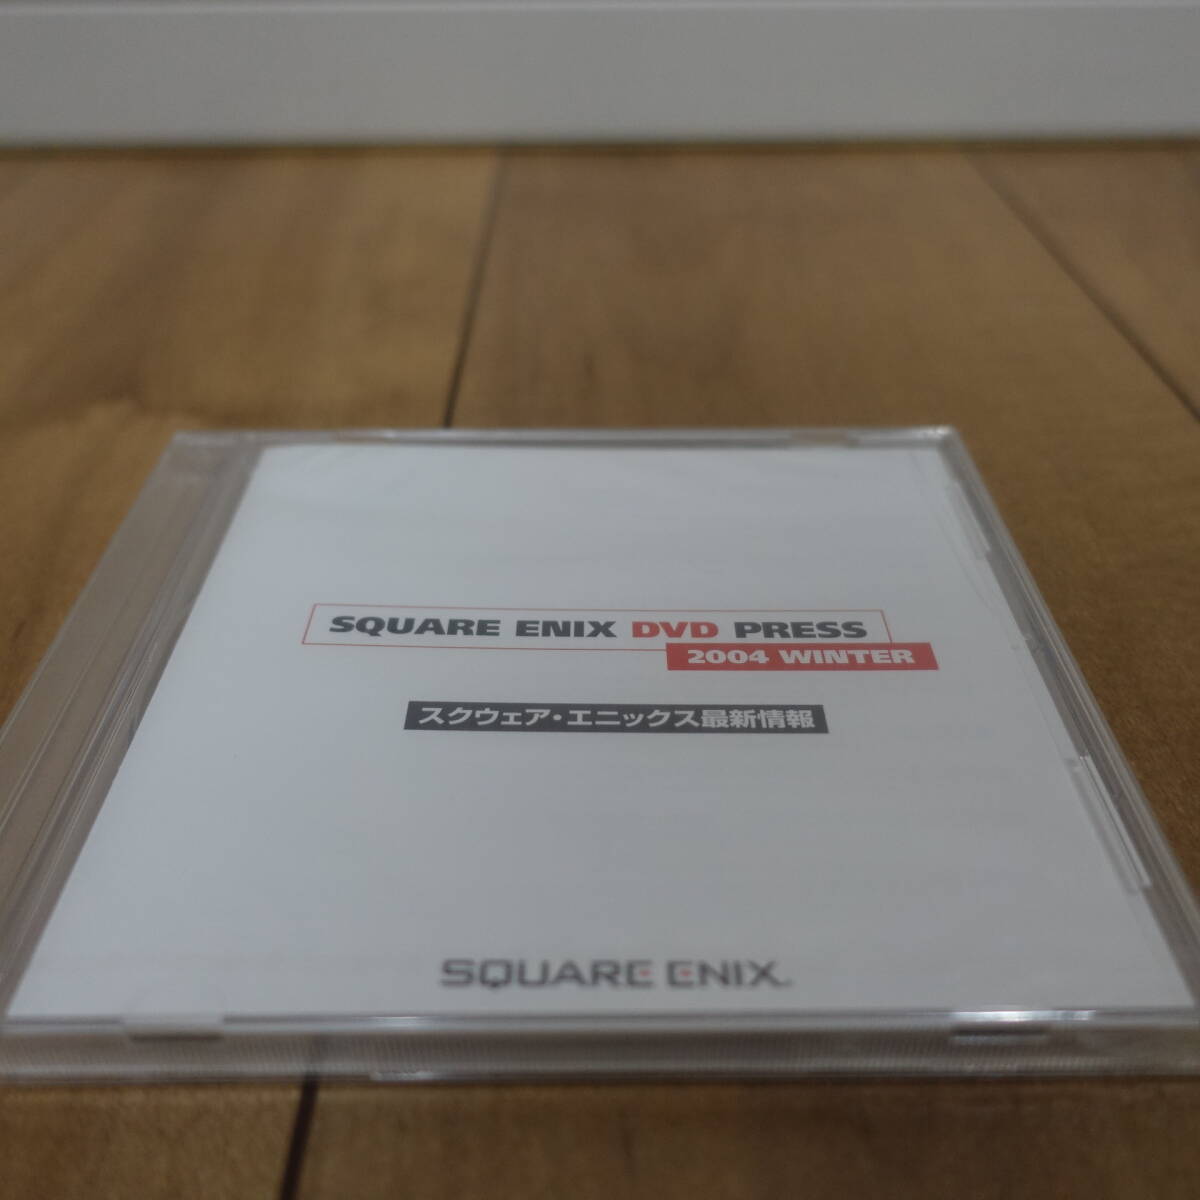 SQUARE ENIX DVD PRESS
2004 WINTER
スクウェア・エニックス最新情報
SQUARE ENIX.